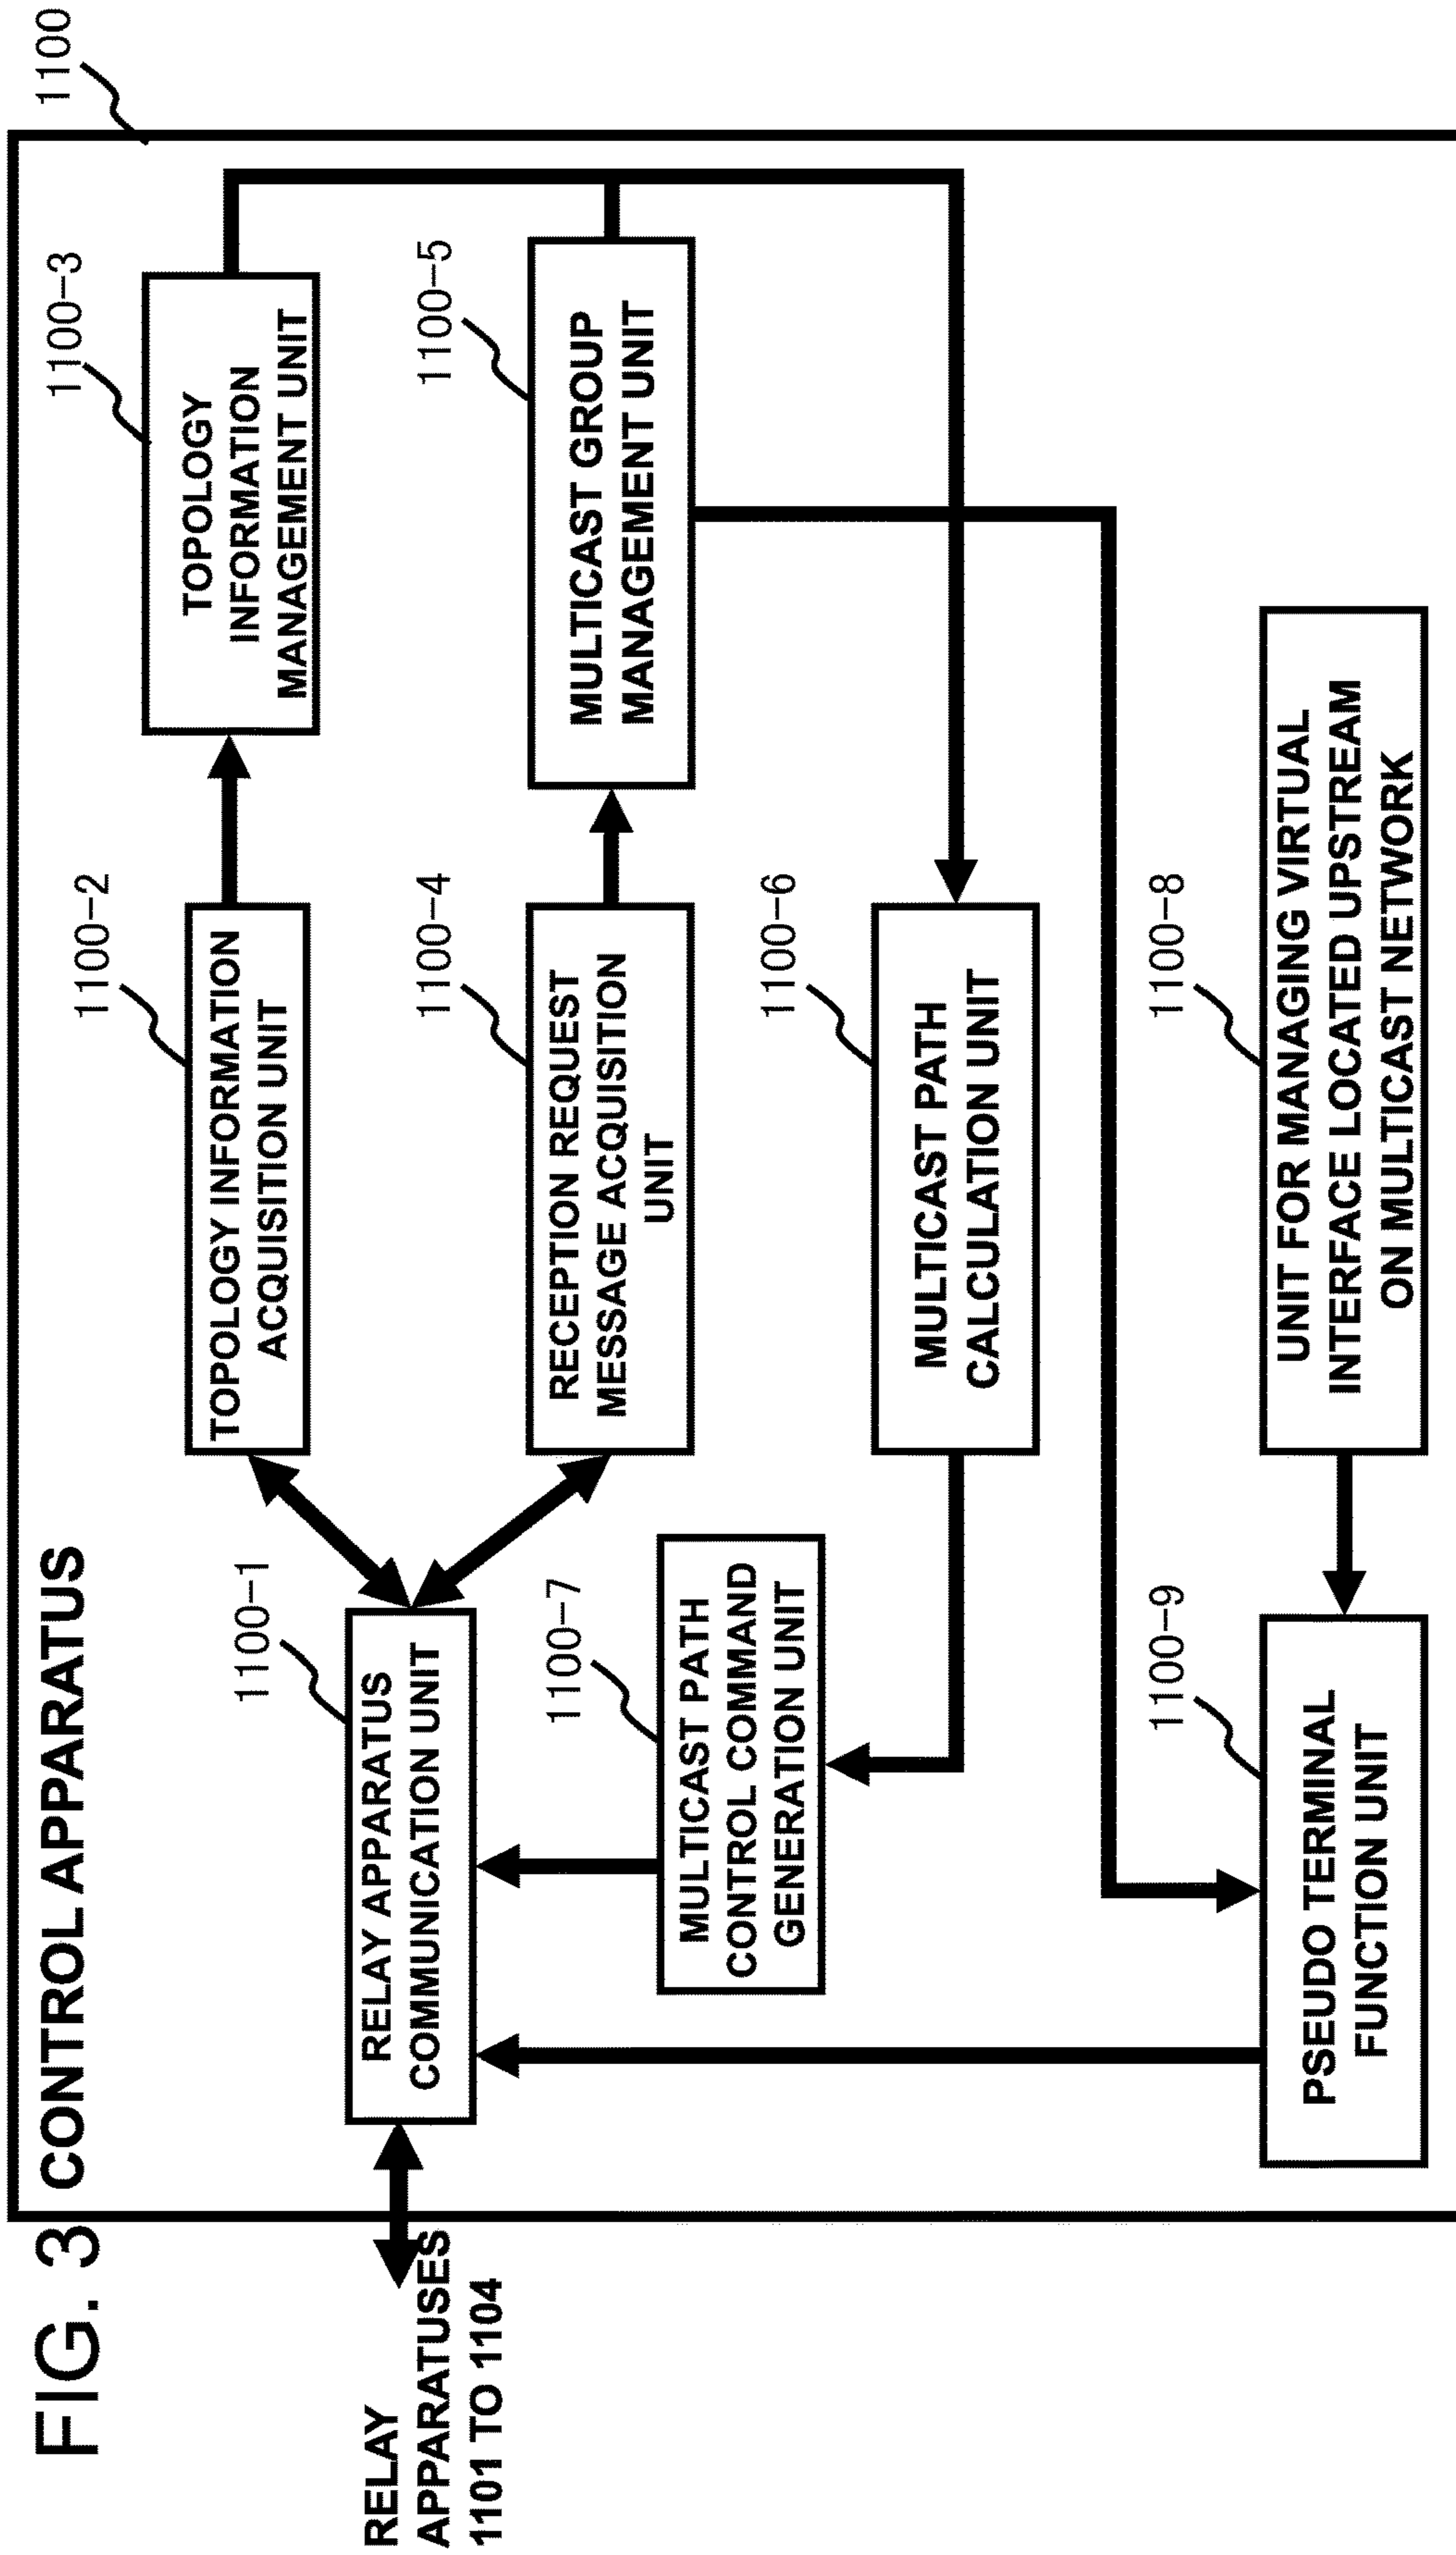 FIG. 3
CONTROL APPARATUS
1100
RELAY
APPARATUSES
1101 TO 1104
1100-1
RELAY APPARATUS
COMMUNICATION UNIT
1100-2
TOPOLOGY INFORMATION
ACQUISITION UNIT
1100-3
TOPOLOGY
INFORMATION
MANAGEMENT UNIT
1100-4
RECEPTION REQUEST
MESSAGE ACQUISITION
UNIT
1100-5
MULTICAST GROUP
MANAGEMENT UNIT
1100-7
MULTICAST PATH
CONTROL COMMAND
GENERATION UNIT
1100-6
MULTICAST PATH
CALCULATION UNIT
1100-9
PSEUDO TERMINAL
FUNCTION UNIT
1100-8
UNIT FOR MANAGING VIRTUAL
INTERFACE LOCATED UPSTREAM
ON MULTICAST NETWORK